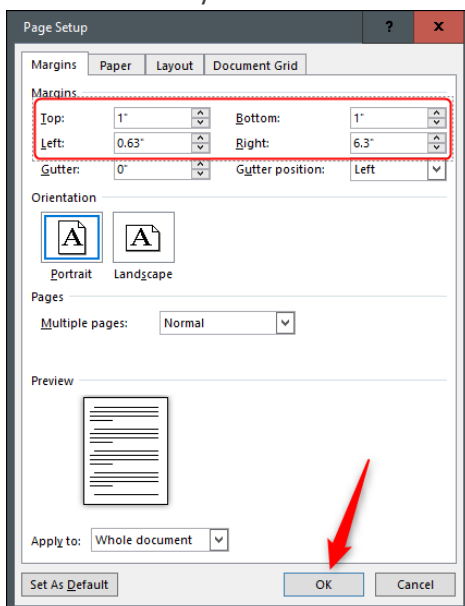 Page Setup ? x
Margins Paper Layout Document Grid
Margins
Top: 1" Bottom: 1"
Left: 0.63" Right: 6.3"
Gutter: 0" Gutter position: Left
Orientation
A A
Portrait Landscape
Pages
Multiple pages: Normal
Preview
Apply to: Whole document
Set As Default OK Cancel